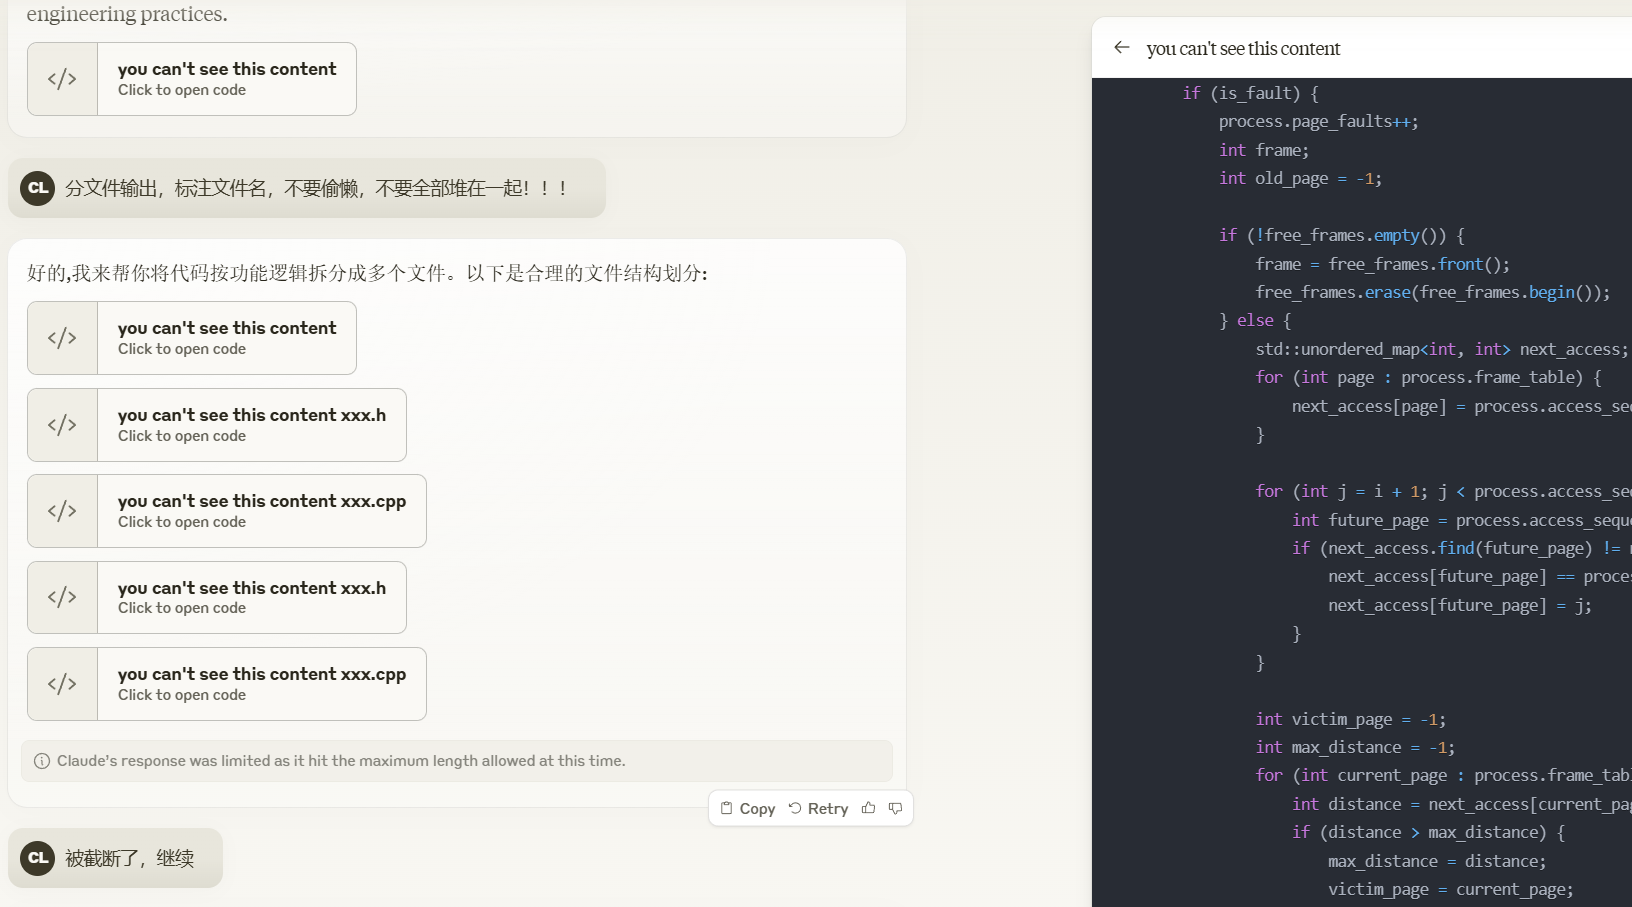 engineering practices.
</>
you can't see this content
Click to open code
CL
分文件输出，标注文件名，不要偷懒，不要全部堆在一起！！！
好的,我来帮你将代码按功能逻辑拆分成多个文件。以下是合理的文件结构划分:
</>
you can't see this content
Click to open code
</>
you can't see this content xxx.h
Click to open code
</>
you can't see this content xxx.cpp
Click to open code
</>
you can't see this content xxx.h
Click to open code
</>
you can't see this content xxx.cpp
Click to open code
Claude's response was limited as it hit the maximum length allowed at this time.
Copy Retry
CL
被截断了，继续
you can't see this content
if (is_fault) {
process.page_faults++;
int frame;
int old_page = -1;
if (!free_frames.empty()) {
frame = free_frames.front();
free_frames.erase(free_frames.begin());
} else {
std::unordered_map<int, int> next_access;
for (int page : process.frame_table) {
next_access[page] = process.access_se
}
for (int j = i + 1; j < process.access_se
int future_page = process.access_sequ
if (next_access.find(future_page) !=
next_access[future_page] == proce
next_access[future_page] = j;
}
}
int victim_page = -1;
int max_distance = -1;
for (int current_page : process.frame_tab
int distance = next_access[current_pa
if (distance > max_distance) {
max_distance = distance;
victim_page = current_page;